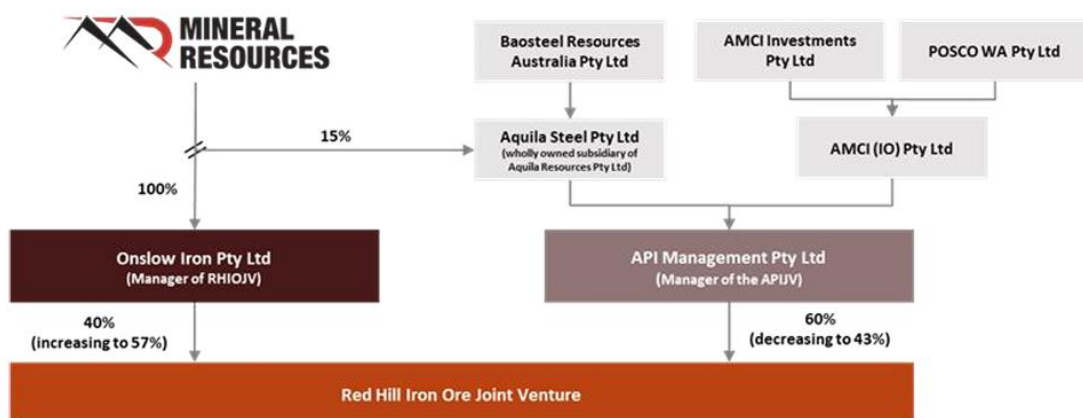 MINERAL
RESOURCES
Baosteel Resources
Australia Pty Ltd
AMCI Investments
Pty Ltd
POSCO WA Pty Ltd
15%
Aquila Steel Pty Ltd
(wholly owned subsidiary of
Aquila Resources Pty Ltd)
AMCI (IO) Pty Ltd
100%
Onslow Iron Pty Ltd
(Manager of RHIOJV)
API Management Pty Ltd
(Manager of the APIJV)
40%
(increasing to 57%)
60%
(decreasing to 43%)
Red Hill Iron Ore Joint Venture